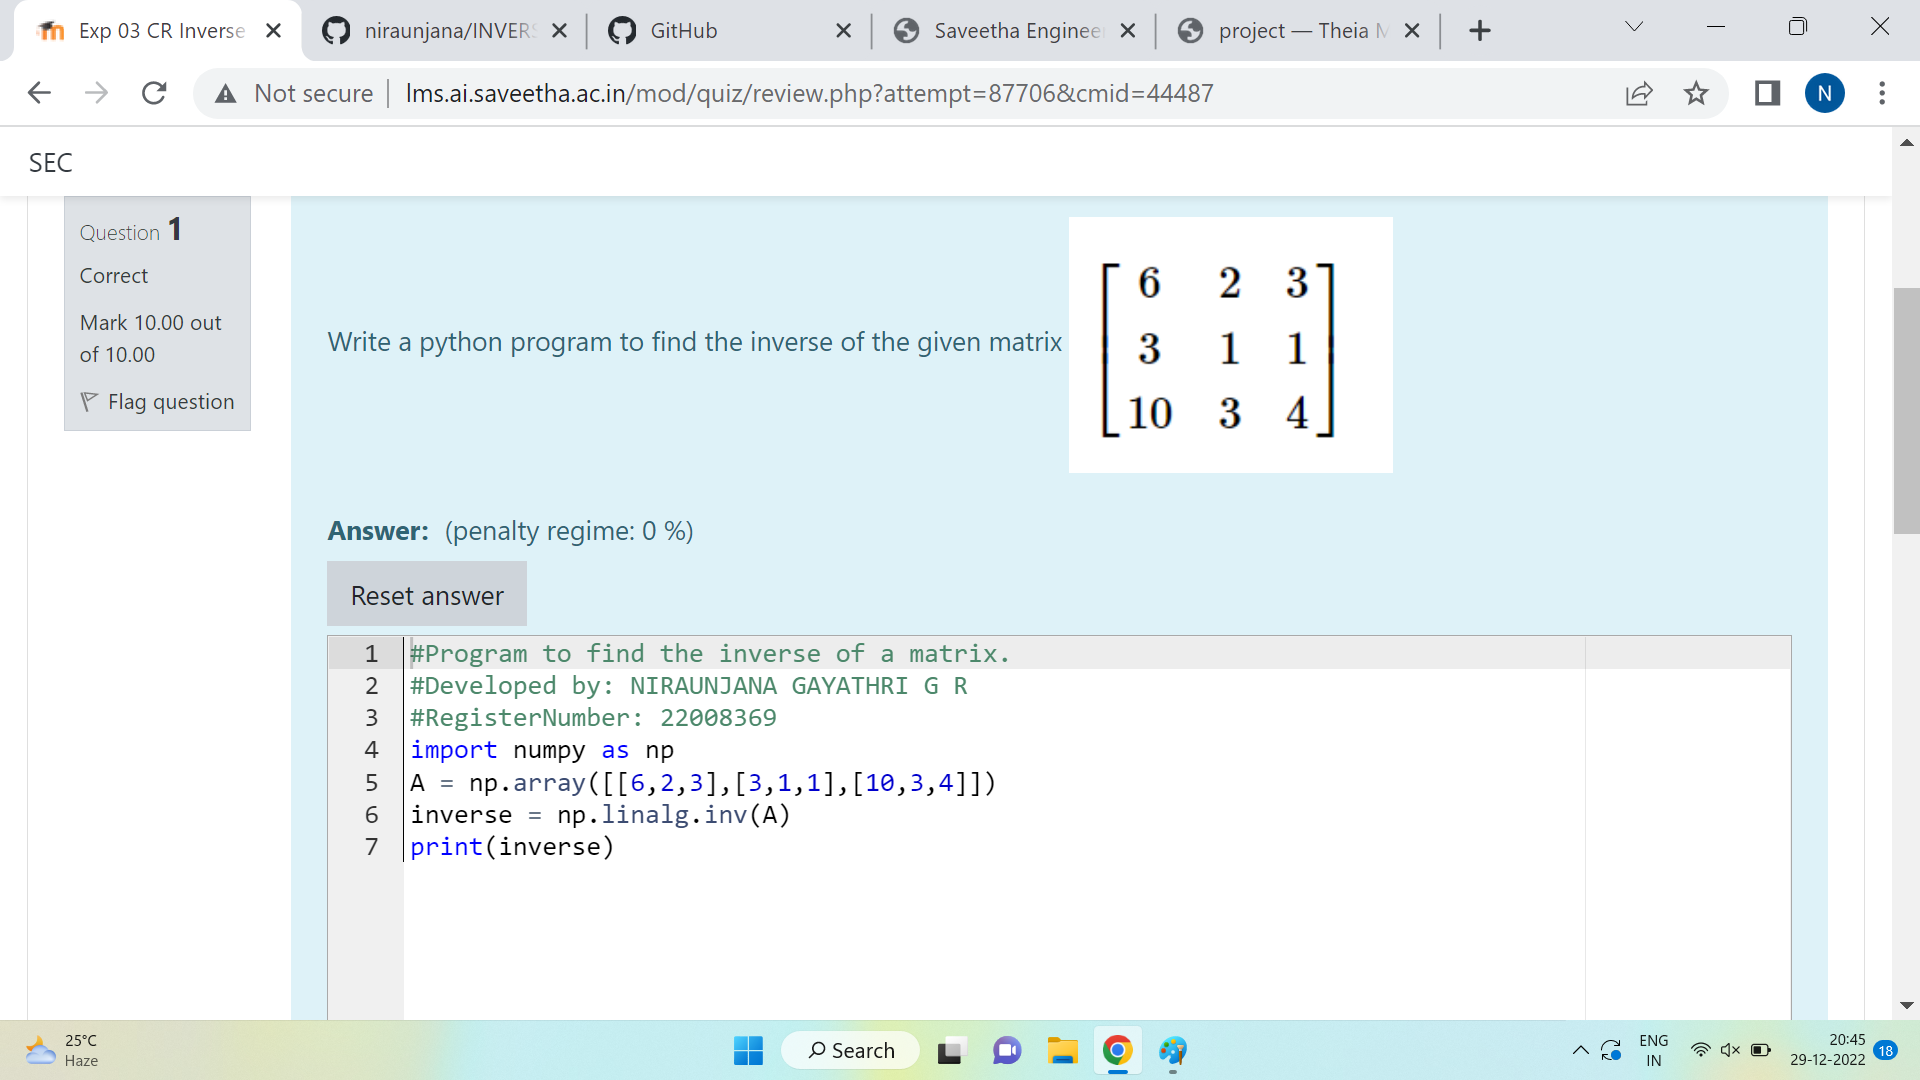 Exp 03 CR Inverse
niraunjana/INVERS
GitHub
Saveetha Engineer
project — Theia M
Not secure
lms.ai.saveetha.ac.in/mod/quiz/review.php?attempt=87706&cmid=44487
N
SEC
Question 1
Correct
Mark 10.00 out
of 10.00
Flag question
Write a python program to find the inverse of the given matrix
6 2 3
3 1 1
10 3 4
Answer: (penalty regime: 0 %)
Reset answer
1 #Program to find the inverse of a matrix.
2 #Developed by: NIRAUNJANA GAYATHRI G R
3 #RegisterNumber: 22008369
4 import numpy as np
5 A = np.array([[6,2,3],[3,1,1],[10,3,4]])
6 inverse = np.linalg.inv(A)
7 print(inverse)
25°C
Haze
Search
ENG
IN
20:45
29-12-2022
18